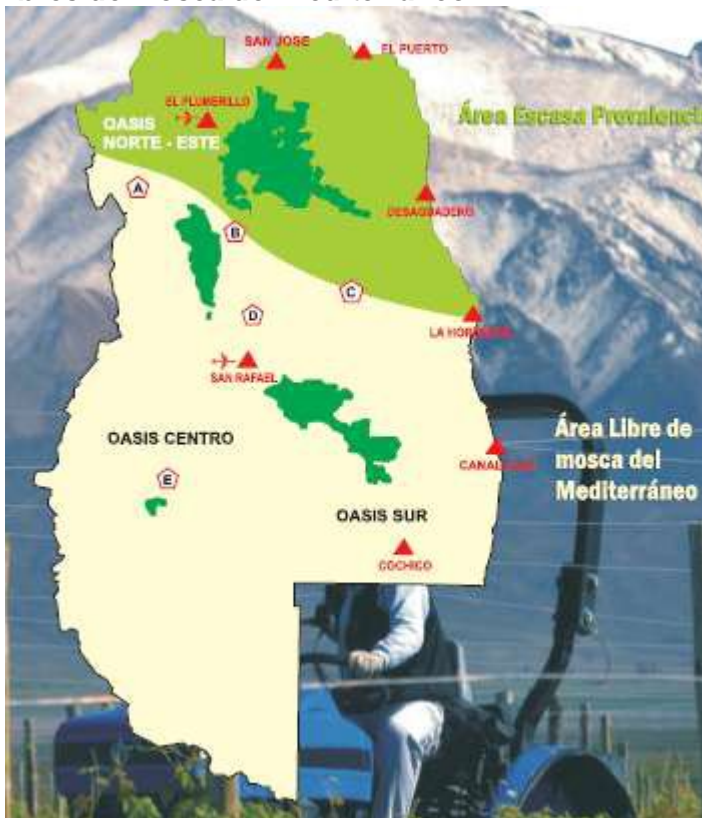 SAN JOSE
EL PUERTO
EL PLUMERILLO
OASIS
NORTE - ESTE
Área Escasa Prevalenci
A
DESAGUADERO
B
C
D
SAN RAFAEL
OASIS CENTRO
Área Libre de
mosca del
Mediterráneo
E
OASIS SUR
COCHICO